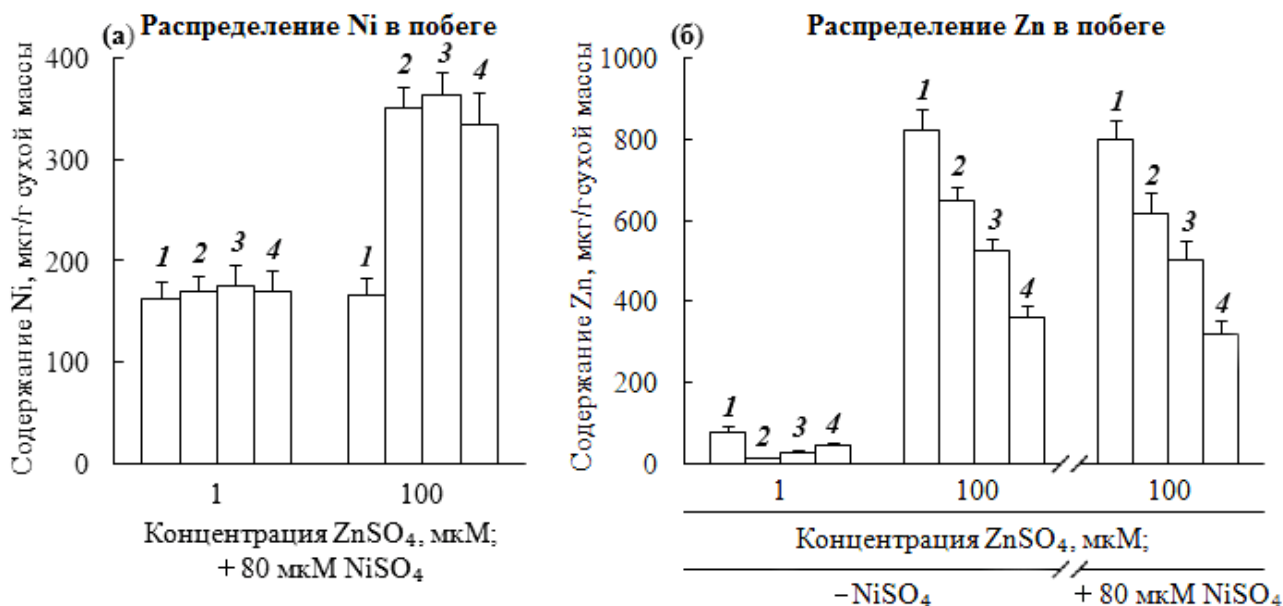 (а) Распределение Ni в побеге
Содержание Ni, мкг/г сухой массы
400
300
200
100
0
1 2 3 4
1 2 3 4
1 100
Концентрация ZnSO4, мкМ;
+ 80 мкМ NiSO4
(б) Распределение Zn в побеге
Содержание Zn, мкг/гсухой массы
1000
800
600
400
200
0
1 2 3 4
1 2 3 4
1 2 3 4
1 100 100
Концентрация ZnSO4, мкМ;
–NiSO4 + 80 мкМ NiSO4